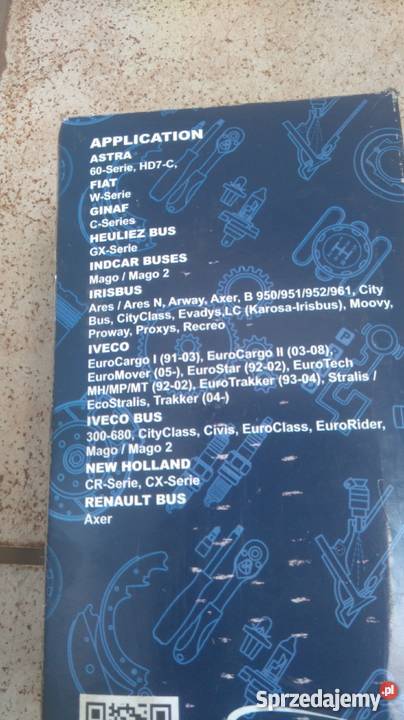 APPLICATION
ASTRA
60-Serie, HD7-C,
FIAT
W-Serie
GINAF
C-Series
HEULIEZ BUS
GX-Serie
INDCAR BUSES
Mago / Mago 2
IRISBUS
Ares / Ares N, Arway, Axer, B 950/951/952/961, City
Bus, CityClass, Evadys,LC (Karosa-Irisbus), Moovy,
Proway, Proxys, Recreo
IVECO
EuroCargo I (91-03), EuroCargo II (03-08),
EuroMover (05-), EuroStar (92-02), EuroTech
MH/MP/MT (92-02), EuroTrakker (93-04), Stralis /
EcoStralis, Trakker (04-)
IVECO BUS
300-680, CityClass, Civis, EuroClass, EuroRider,
Mago / Mago 2
NEW HOLLAND
CR-Serie, CX-Serie
RENAULT BUS
Axer
Sprzedajemy.pl